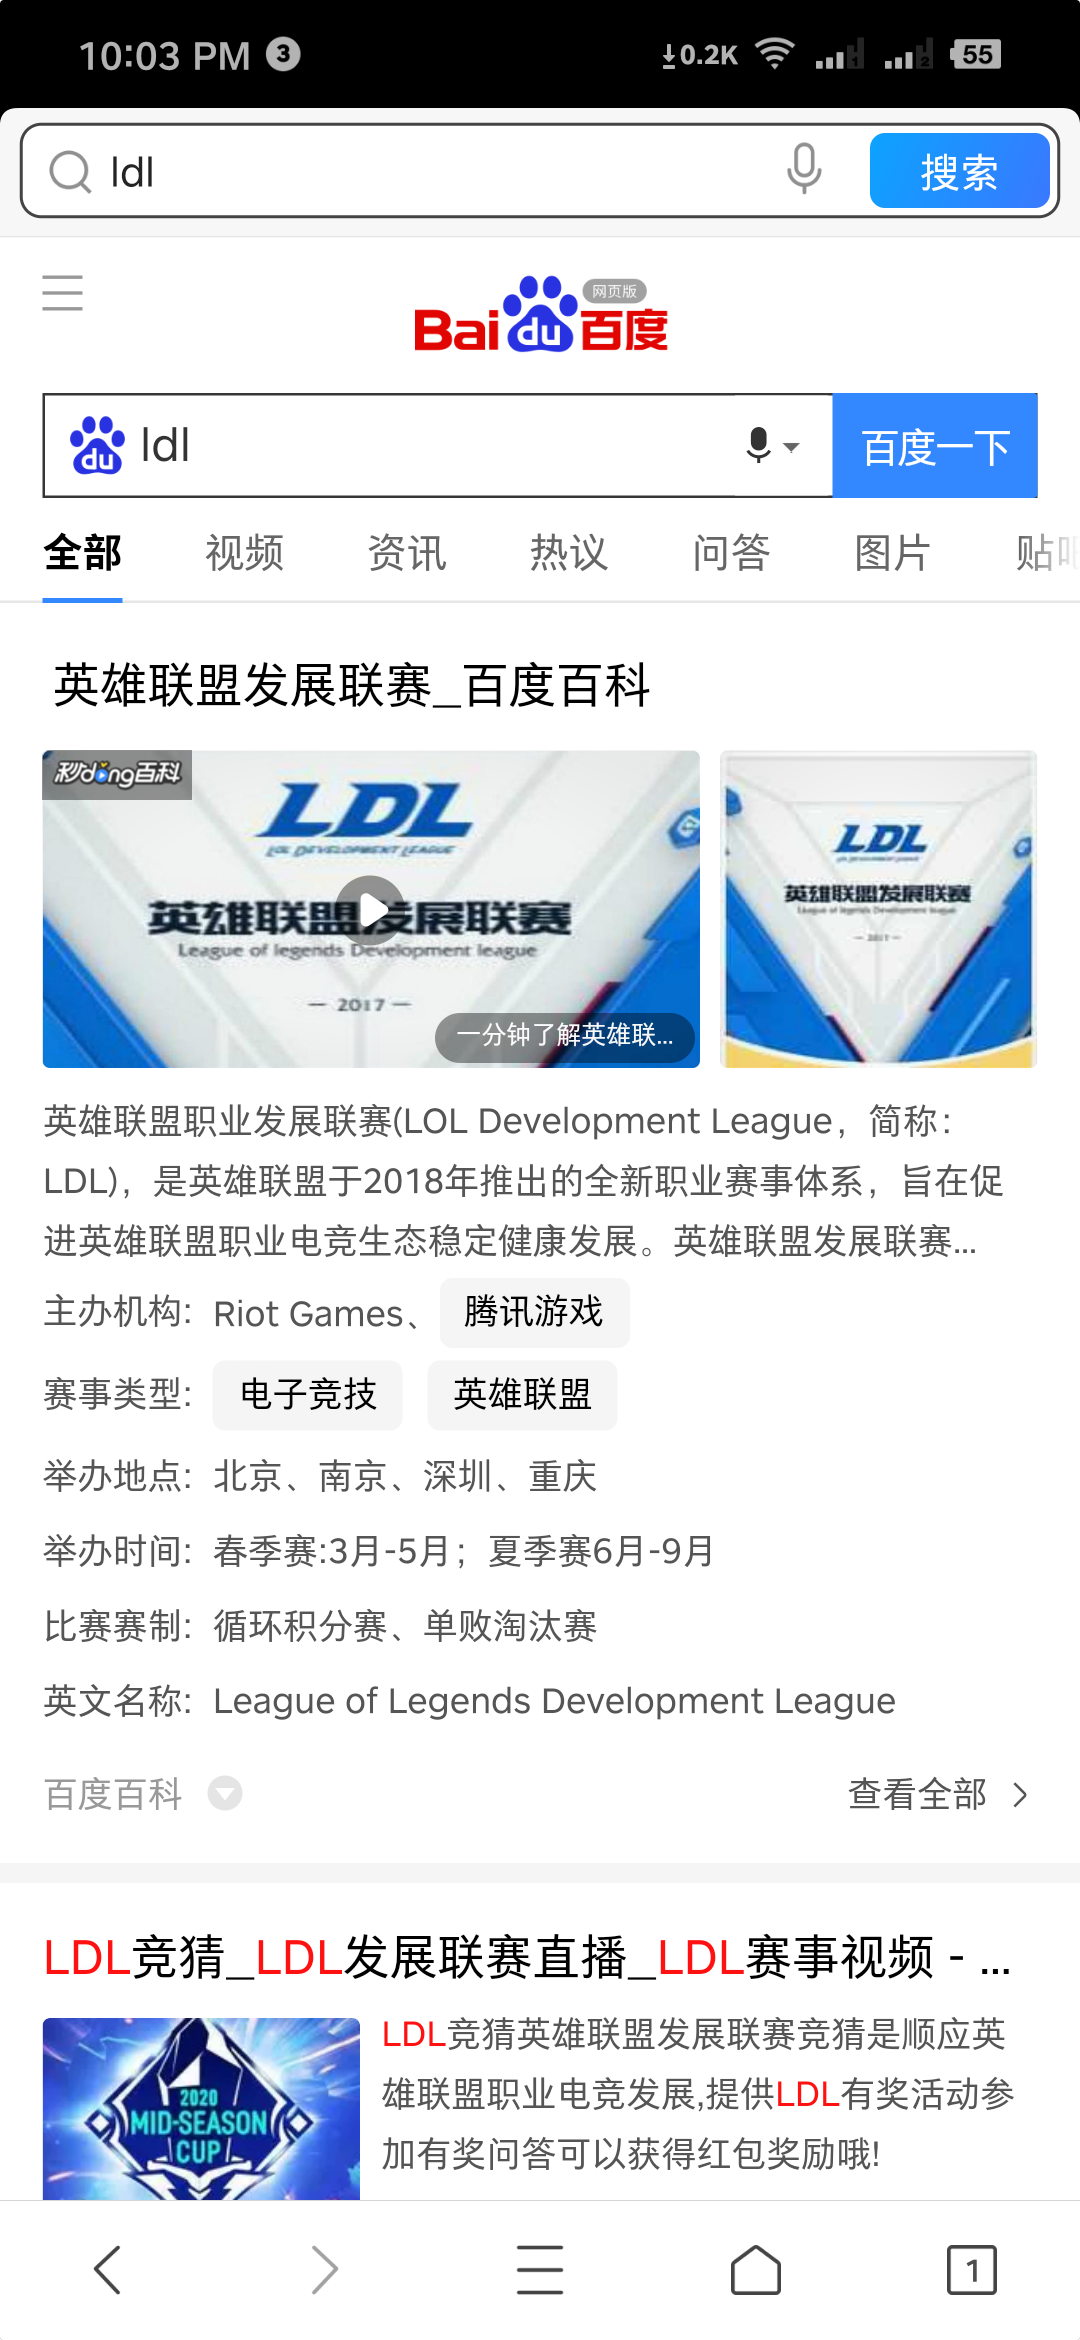 10:03 PM 3 0.2K 1 2 55
ldl 搜索
Bai du 百度 网页版
du ldl 百度一下
全部 视频 资讯 热议 问答 图片 贴吧
英雄联盟发展联赛_百度百科
秒dong百科
LDL
LOL DEVELOPMENT LEAGUE
英雄联盟发展联赛
League of legends Development league
— 2017 —
一分钟了解英雄联...
LDL
英雄联盟发展联赛
League of legends Development league
— 2017 —
英雄联盟职业发展联赛(LOL Development League，简称：
LDL)，是英雄联盟于2018年推出的全新职业赛事体系，旨在促
进英雄联盟职业电竞生态稳定健康发展。英雄联盟发展联赛...
主办机构: Riot Games、 腾讯游戏
赛事类型: 电子竞技 英雄联盟
举办地点: 北京、南京、深圳、重庆
举办时间: 春季赛:3月-5月；夏季赛6月-9月
比赛赛制: 循环积分赛、单败淘汰赛
英文名称: League of Legends Development League
百度百科 查看全部
LDL竞猜_LDL发展联赛直播_LDL赛事视频 - ...
2020
MID-SEASON
CUP
LDL竞猜英雄联盟发展联赛竞猜是顺应英
雄联盟职业电竞发展,提供LDL有奖活动参
加有奖问答可以获得红包奖励哦!
1